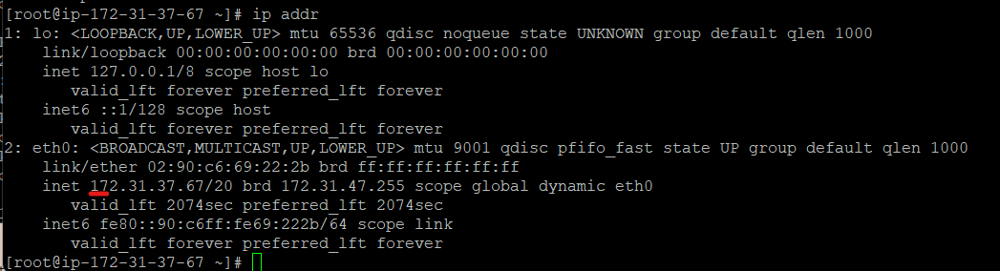 [root@ip-172-31-37-67 ~]# ip addr
1: lo: <LOOPBACK,UP,LOWER_UP> mtu 65536 qdisc noqueue state UNKNOWN group default qlen 1000
    link/loopback 00:00:00:00:00:00 brd 00:00:00:00:00:00
    inet 127.0.0.1/8 scope host lo
       valid_lft forever preferred_lft forever
    inet6 ::1/128 scope host
       valid_lft forever preferred_lft forever
2: eth0: <BROADCAST,MULTICAST,UP,LOWER_UP> mtu 9001 qdisc pfifo_fast state UP group default qlen 1000
    link/ether 02:90:c6:69:22:2b brd ff:ff:ff:ff:ff:ff
    inet 172.31.37.67/20 brd 172.31.47.255 scope global dynamic eth0
       valid_lft 2074sec preferred_lft 2074sec
    inet6 fe80::90:c6ff:fe69:222b/64 scope link
       valid_lft forever preferred_lft forever
[root@ip-172-31-37-67 ~]#